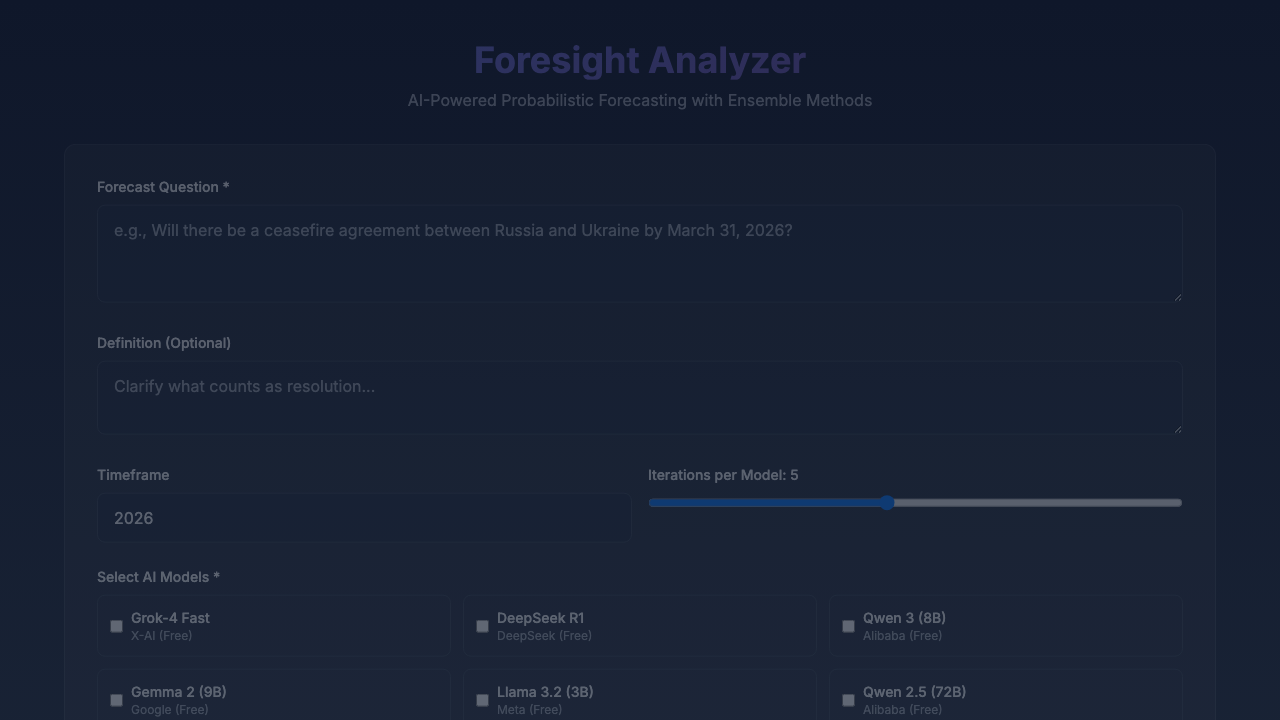 Foresight Analyzer
AI-Powered Probabilistic Forecasting with Ensemble Methods
Forecast Question *
e.g., Will there be a ceasefire agreement between Russia and Ukraine by March 31, 2026?
Definition (Optional)
Clarify what counts as resolution...
Timeframe
Iterations per Model: 5
2026
Select AI Models *
Grok-4 Fast
X-AI (Free)
DeepSeek R1
DeepSeek (Free)
Qwen 3 (8B)
Alibaba (Free)
Gemma 2 (9B)
Google (Free)
Llama 3.2 (3B)
Meta (Free)
Qwen 2.5 (72B)
Alibaba (Free)